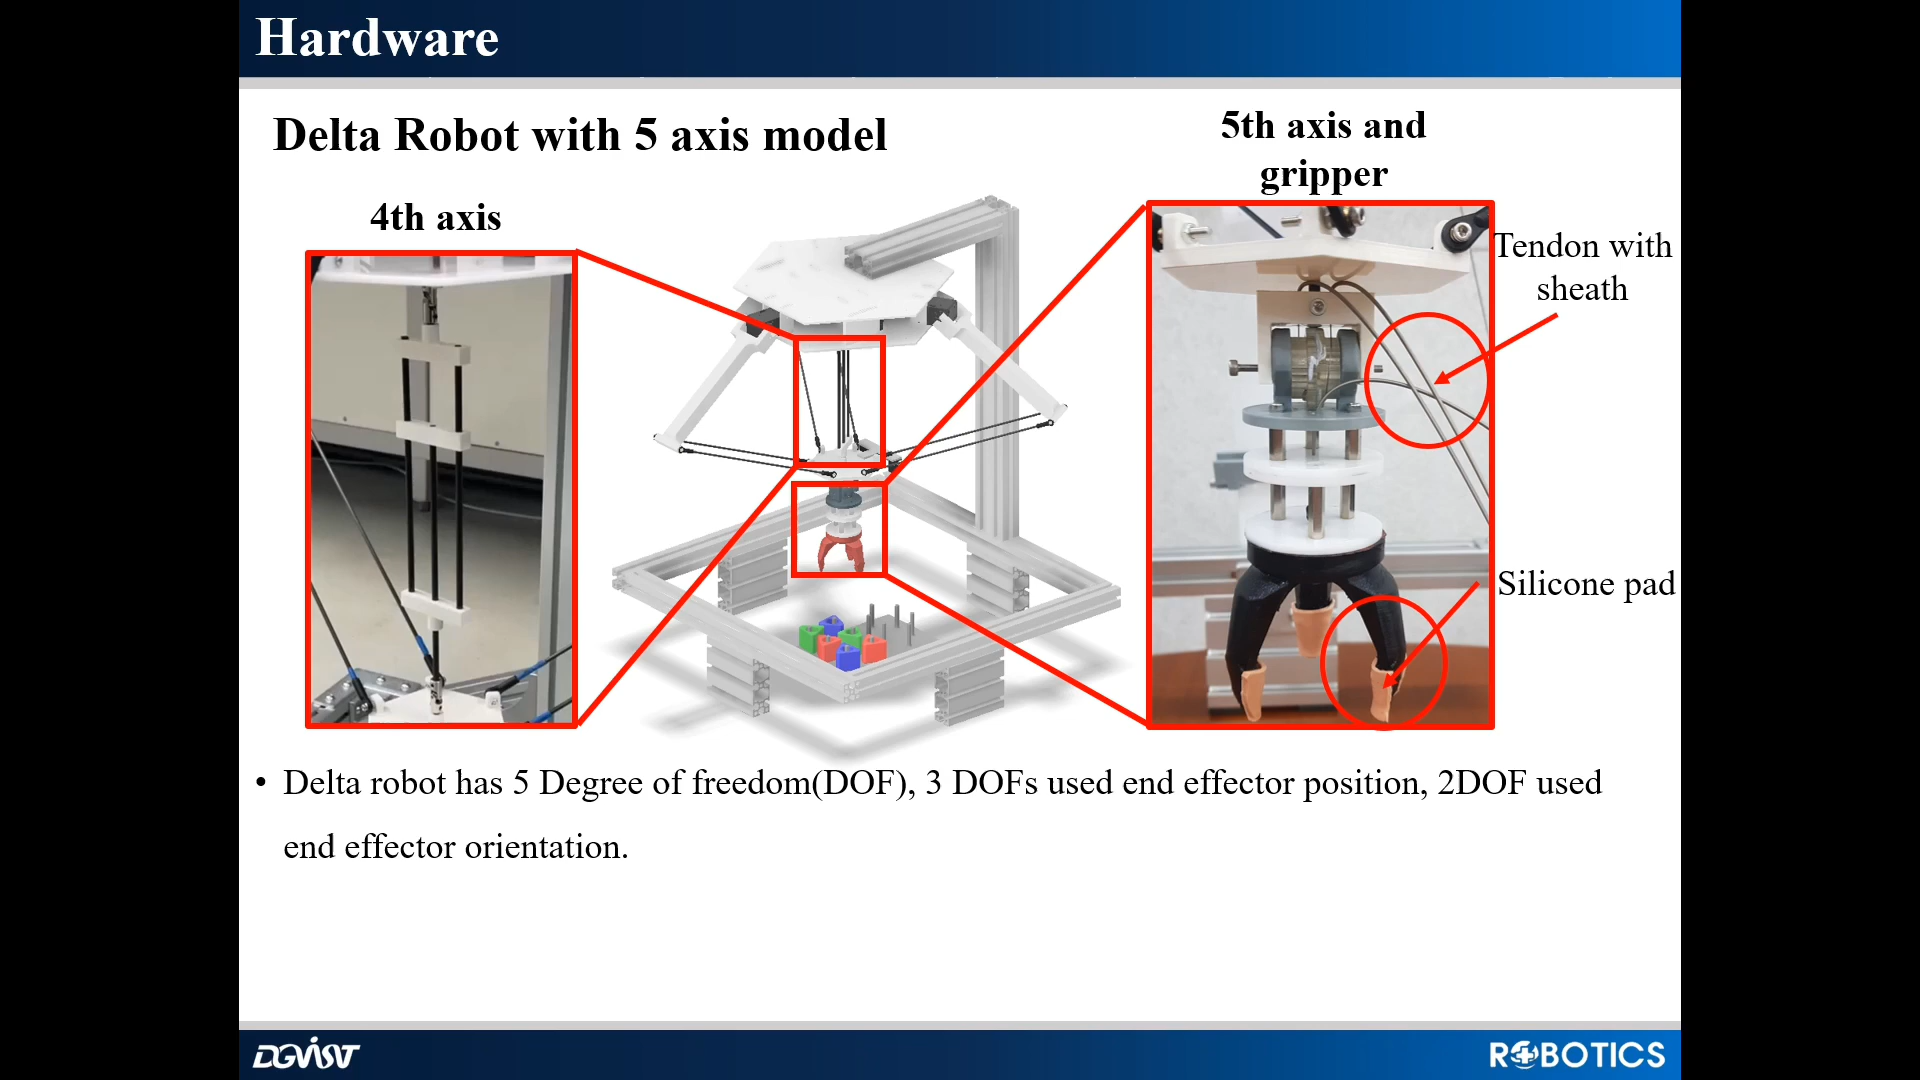 Hardware
Delta Robot with 5 axis model
5th axis and
gripper
4th axis
Tendon with
sheath
Silicone pad
• Delta robot has 5 Degree of freedom(DOF), 3 DOFs used end effector position, 2DOF used
end effector orientation.
DGIST
ROBOTICS